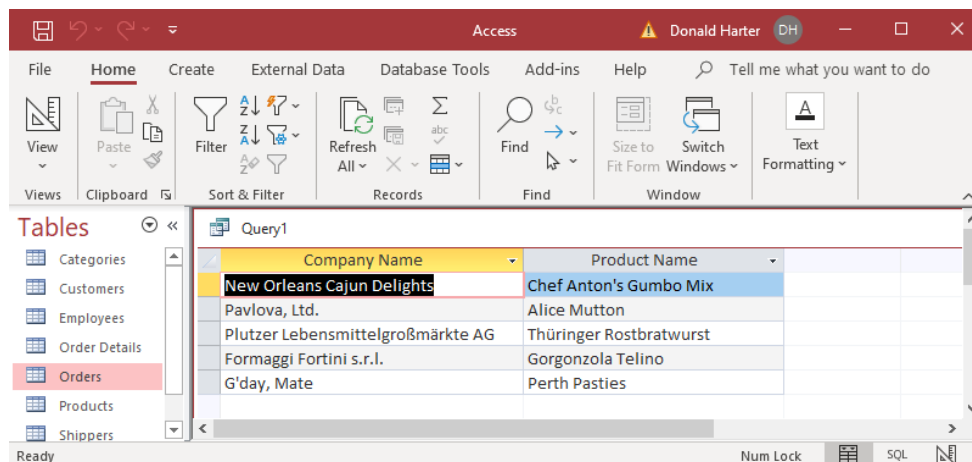 Access Donald Harter DH
File Home Create External Data Database Tools Add-ins Help Tell me what you want to do
View Paste Filter Refresh All abc Find Size to Fit Form Switch Windows Text Formatting
Views Clipboard Sort & Filter Records Find Window
Tables
Categories
Customers
Employees
Order Details
Orders
Products
Shippers
Query1
Company Name Product Name
New Orleans Cajun Delights Chef Anton's Gumbo Mix
Pavlova, Ltd. Alice Mutton
Plutzer Lebensmittelgroßmärkte AG Thüringer Rostbratwurst
Formaggi Fortini s.r.l. Gorgonzola Telino
G'day, Mate Perth Pasties
Ready Num Lock SQL